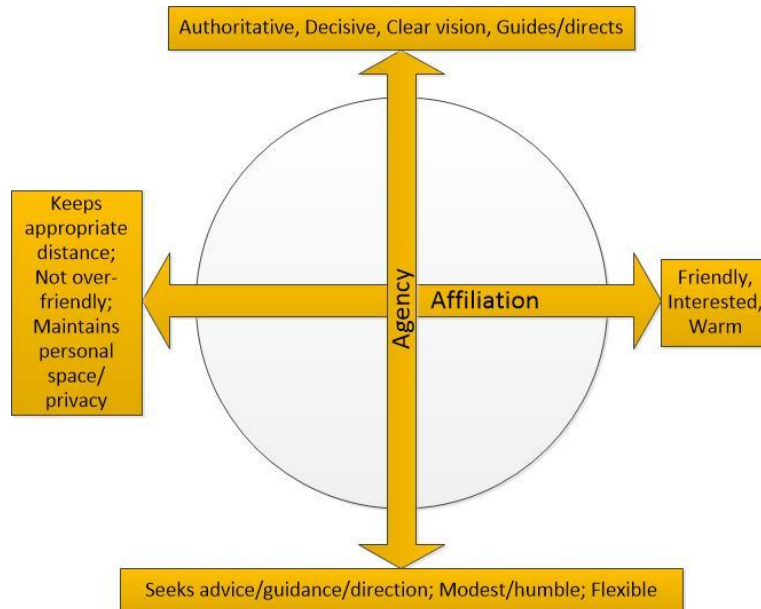 Authoritative, Decisive, Clear vision, Guides/directs
Keeps
appropriate
distance;
Not over-
friendly;
Maintains
personal
space/
privacy
Agency
Affiliation
Friendly,
Interested,
Warm
Seeks advice/guidance/direction; Modest/humble; Flexible